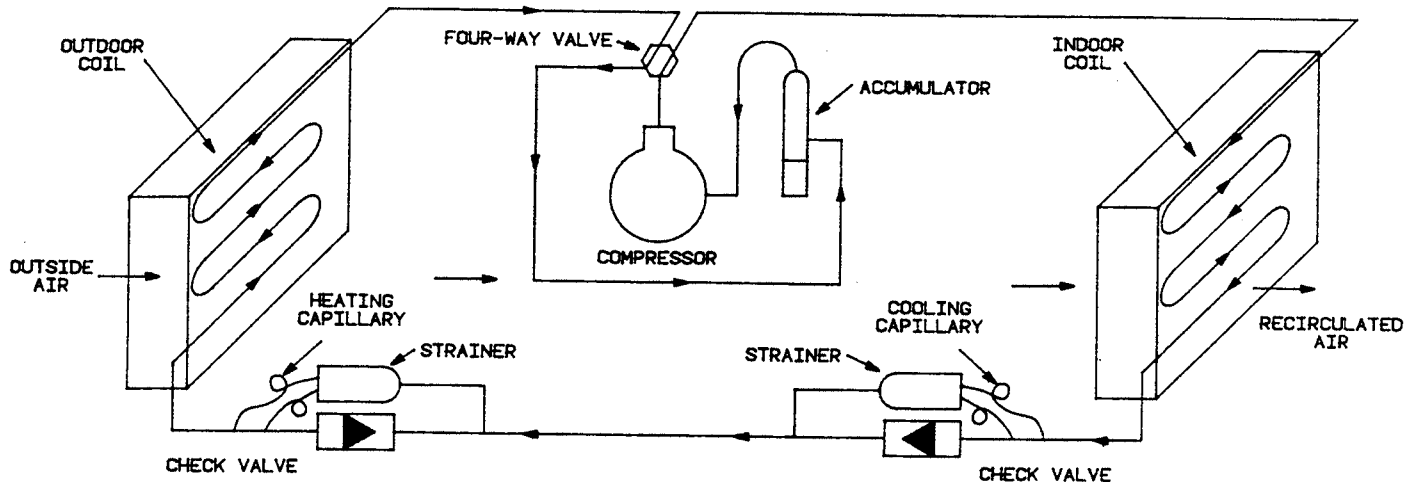 OUTDOOR
COIL
FOUR-WAY VALVE
INDOOR
COIL
ACCUMULATOR
COMPRESSOR
OUTSIDE
AIR
HEATING
CAPILLARY
COOLING
CAPILLARY
RECIRCULATED
AIR
STRAINER
STRAINER
CHECK VALVE
CHECK VALVE